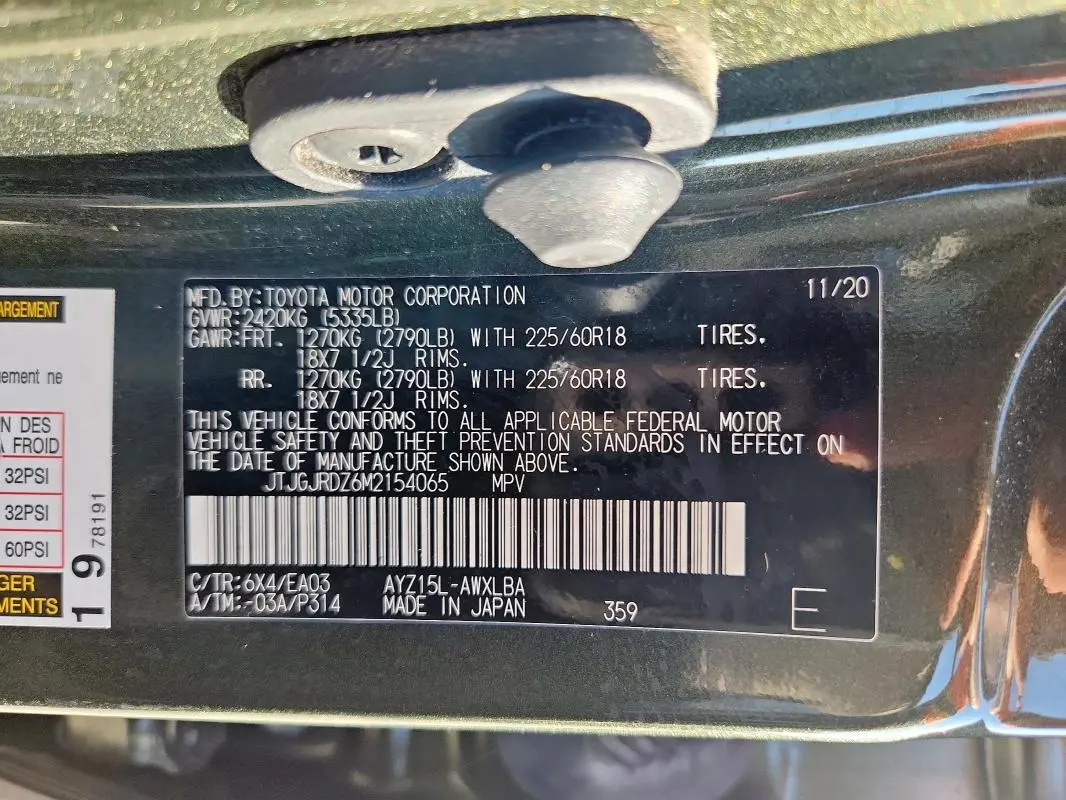 MFD.BY:TOYOTA MOTOR CORPORATION 11/20
GVWR:2420KG (5335LB)
GAWR:FRT. 1270KG (2790LB) WITH 225/60R18 TIRES.
18X7 1/2J RIMS.
RR. 1270KG (2790LB) WITH 225/60R18 TIRES.
18X7 1/2J RIMS.
THIS VEHICLE CONFORMS TO ALL APPLICABLE FEDERAL MOTOR
VEHICLE SAFETY AND THEFT PREVENTION STANDARDS IN EFFECT ON
THE DATE OF MANUFACTURE SHOWN ABOVE.
JTJGJRDZ6M2154065 MPV
C/TR:6X4/EA03 AYZ15L-AWXLBA
A/TM:-03A/P314 MADE IN JAPAN 359
E
ARGEMENT
gement ne
N DES
A FROID
32PSI
32PSI
60PSI
GER
MENTS
19 78191